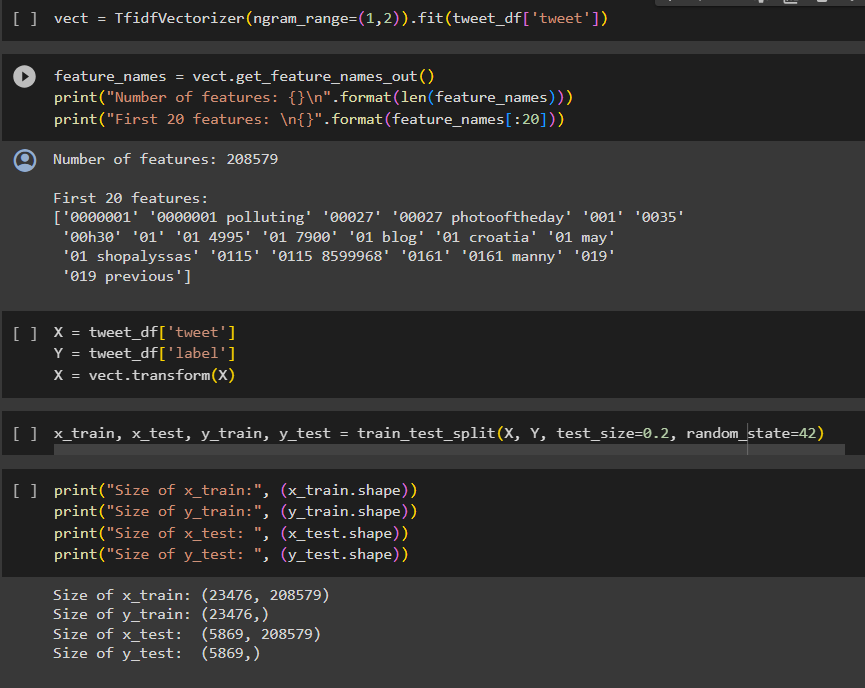 [ ] vect = TfidfVectorizer(ngram_range=(1,2)).fit(tweet_df['tweet'])
feature_names = vect.get_feature_names_out()
print("Number of features: {}\n".format(len(feature_names)))
print("First 20 features: \n{}".format(feature_names[:20]))
Number of features: 208579
First 20 features:
['0000001' '0000001 polluting' '00027' '00027 photooftheday' '001' '0035'
'00h30' '01' '01 4995' '01 7900' '01 blog' '01 croatia' '01 may'
'01 shopalyssas' '0115' '0115 8599968' '0161' '0161 manny' '019'
'019 previous']
[ ] X = tweet_df['tweet']
Y = tweet_df['label']
X = vect.transform(X)
[ ] x_train, x_test, y_train, y_test = train_test_split(X, Y, test_size=0.2, random_state=42)
[ ] print("Size of x_train:", (x_train.shape))
print("Size of y_train:", (y_train.shape))
print("Size of x_test: ", (x_test.shape))
print("Size of y_test: ", (y_test.shape))
Size of x_train: (23476, 208579)
Size of y_train: (23476,)
Size of x_test:  (5869, 208579)
Size of y_test:  (5869,)